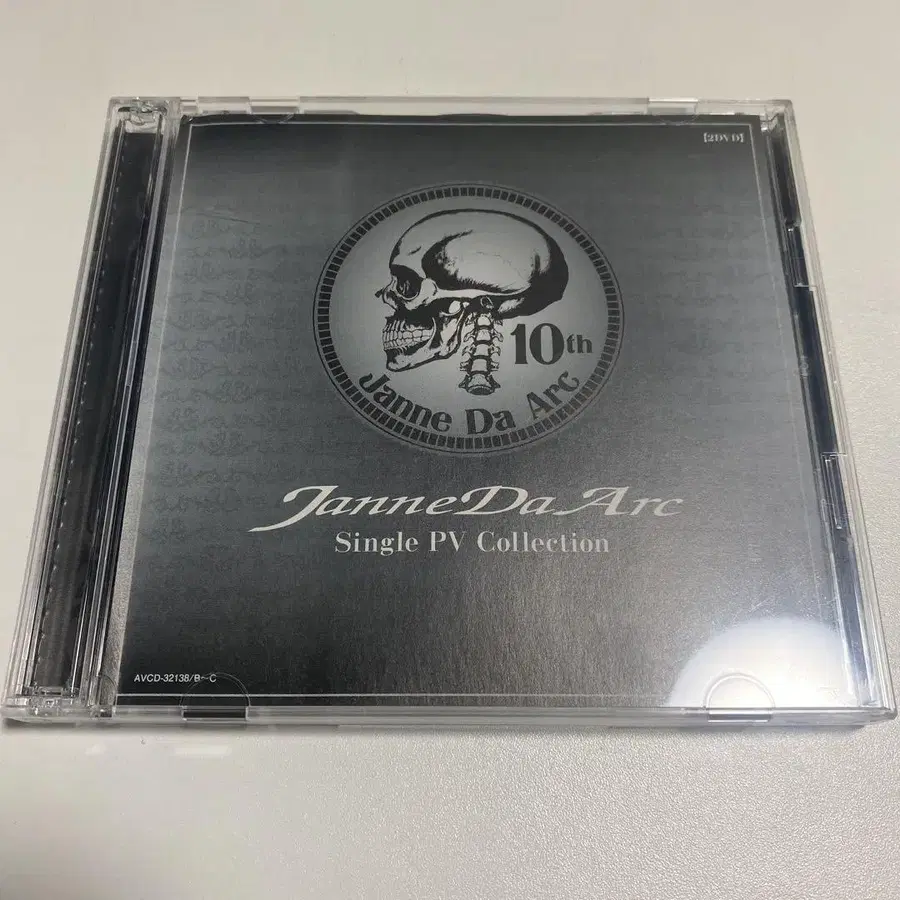 [2DVD]
10th
Janne Da Arc
Janne Da Arc
Single PV Collection
AVCD-32138/B～C